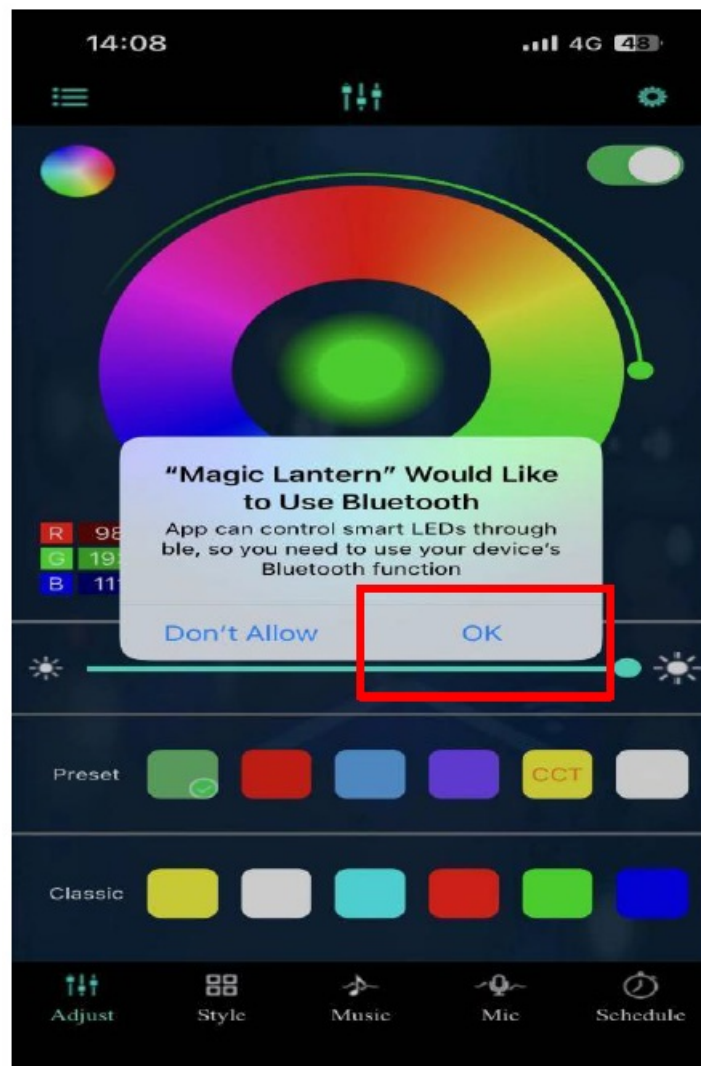 14:08
4G 48
"Magic Lantern" Would Like
to Use Bluetooth
App can control smart LEDs through
ble, so you need to use your device's
Bluetooth function
R 98
G
B
Don't Allow OK
Preset CCT
Classic
Adjust Style Music Mic Schedule